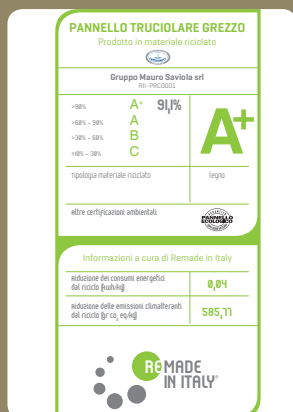 PANNELLO TRUCIOLARE GREZZO
Prodotto in materiale riciclato
Gruppo Mauro Saviola srl
RII-PRC0001
>90% A+ 91,1%
>60% - 90% A
>30% - 60% B
≥10% - 30% C
A+
Tipologia materiale riciclato legno
Altre certificazioni ambientali
PANNELLO
ECOLOGICO
Informazioni a cura di Remade in Italy
Riduzione dei consumi energetici
dal riciclo (kwh/kg) 0,04
Riduzione delle emissioni climalteranti
dal riciclo (gr co2 eq/kg) 585,77
REMADE
IN ITALY®